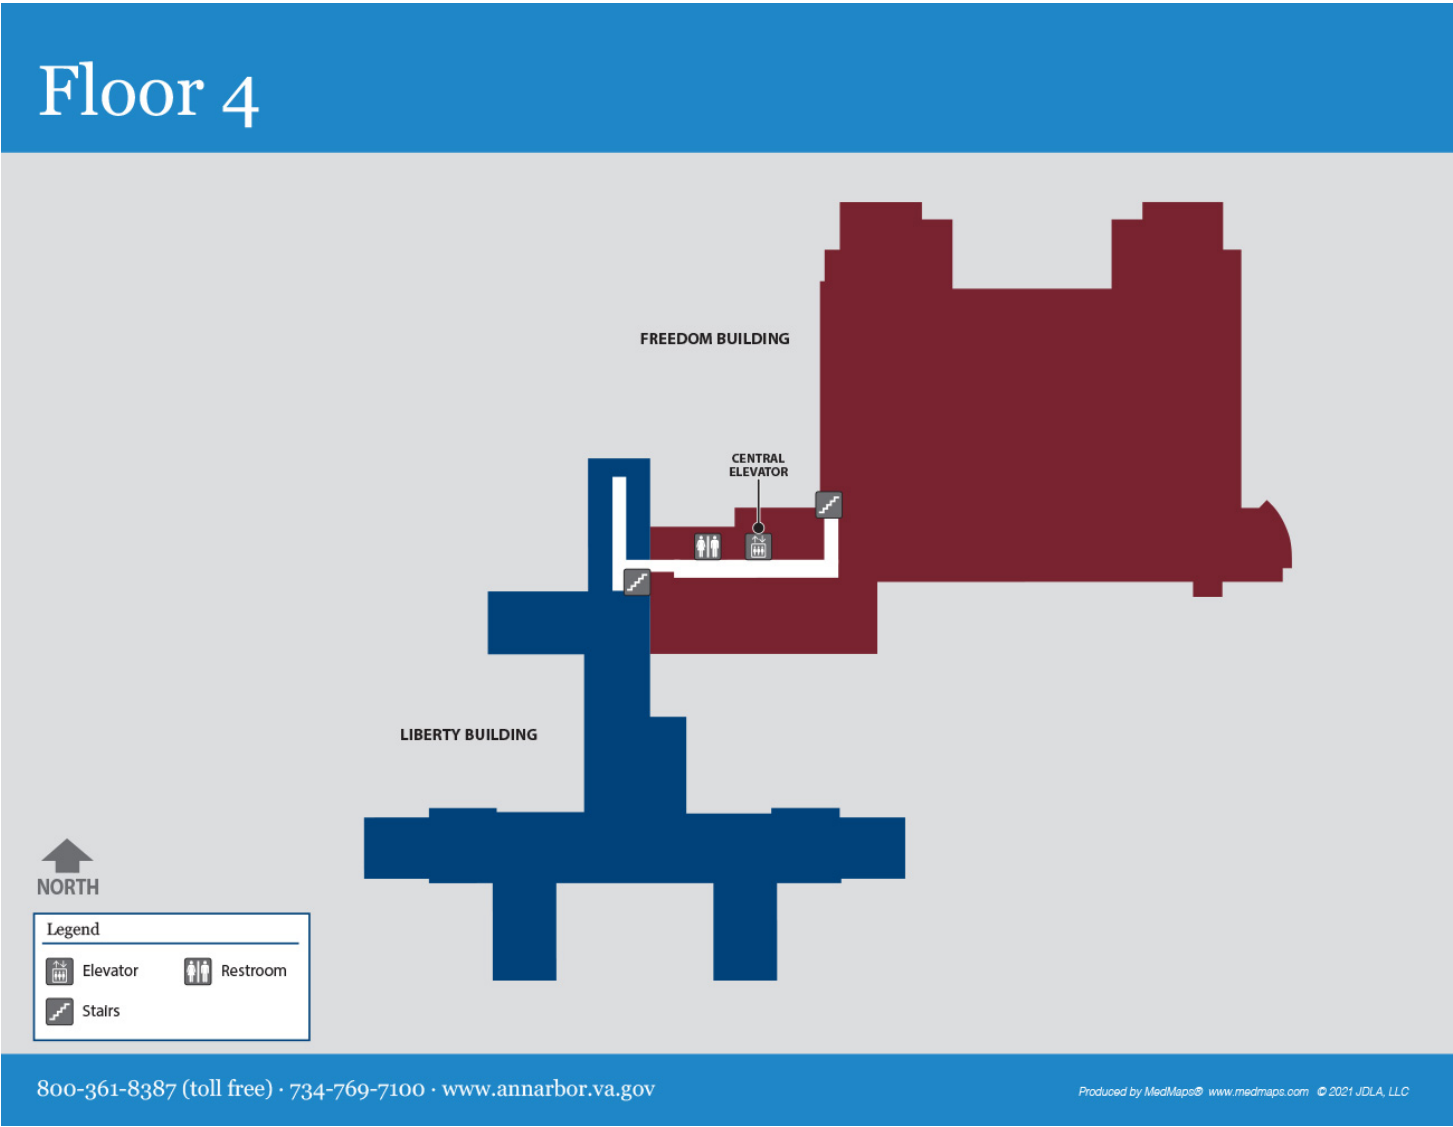 Floor 4
FREEDOM BUILDING
CENTRAL
ELEVATOR
LIBERTY BUILDING
NORTH
Legend
Elevator
Restroom
Stairs
800-361-8387 (toll free) · 734-769-7100 · www.annarbor.va.gov
Produced by MedMaps® www.medmaps.com © 2021 JDLA, LLC